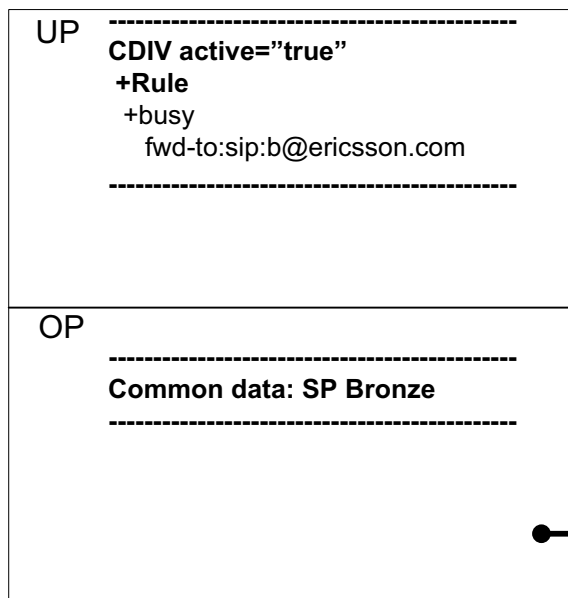 UP
----------------------------------------------
CDIV active=”true”
+Rule
+busy
fwd-to:sip:b@ericsson.com
----------------------------------------------
OP
----------------------------------------------
Common data: SP Bronze
----------------------------------------------